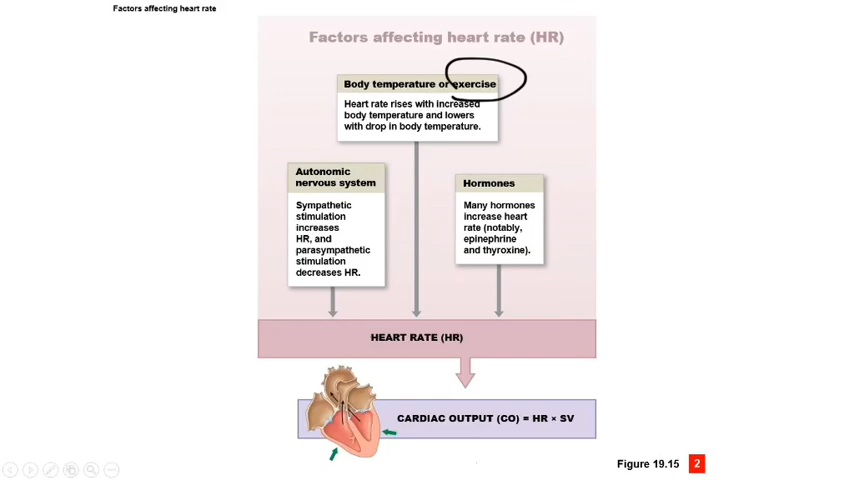 Factors affecting heart rate
Factors affecting heart rate (HR)
Body temperature or exercise
Heart rate rises with increased
body temperature and lowers
with drop in body temperature.
Autonomic
nervous system
Sympathetic
stimulation
increases
HR, and
parasympathetic
stimulation
decreases HR.
Hormones
Many hormones
increase heart
rate (notably,
epinephrine
and thyroxine).
HEART RATE (HR)
CARDIAC OUTPUT (CO) = HR × SV
Figure 19.15 2